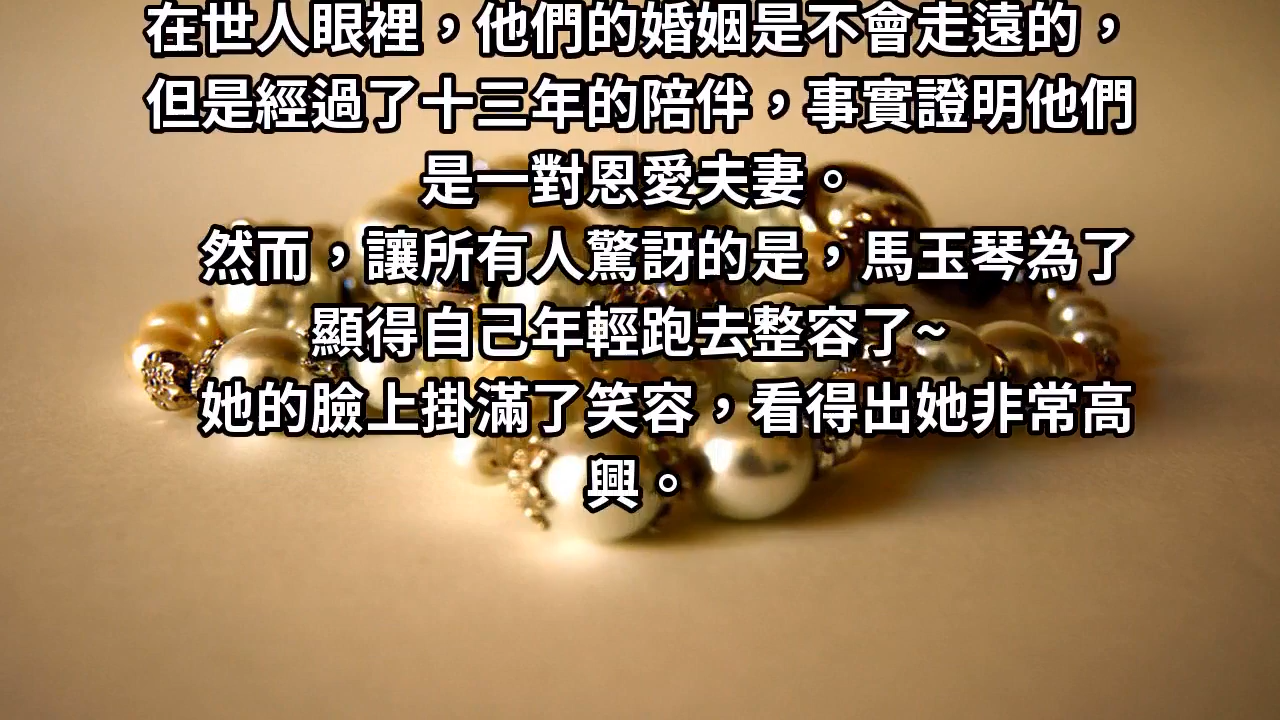 在世人眼裡，他們的婚姻是不會走遠的，
但是經過了十三年的陪伴，事實證明他們
是一對恩愛夫妻。
然而，讓所有人驚訝的是，馬玉琴為了
顯得自己年輕跑去整容了~
她的臉上掛滿了笑容，看得出她非常高
興。